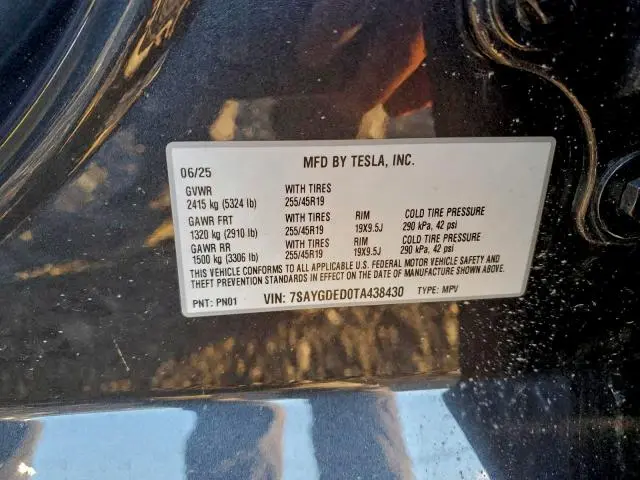 06/25 MFD BY TESLA, INC.
GVWR WITH TIRES
2415 kg (5324 lb) 255/45R19
GAWR FRT WITH TIRES RIM COLD TIRE PRESSURE
1320 kg (2910 lb) 255/45R19 19X9.5J 290 kPa, 42 psi
GAWR RR WITH TIRES RIM COLD TIRE PRESSURE
1500 kg (3306 lb) 255/45R19 19X9.5J 290 kPa, 42 psi
THIS VEHICLE CONFORMS TO ALL APPLICABLE U.S. FEDERAL MOTOR VEHICLE SAFETY AND
THEFT PREVENTION STANDARDS IN EFFECT ON THE DATE OF MANUFACTURE SHOWN ABOVE.
PNT: PN01 VIN: 7SAYGDED0TA438430 TYPE: MPV